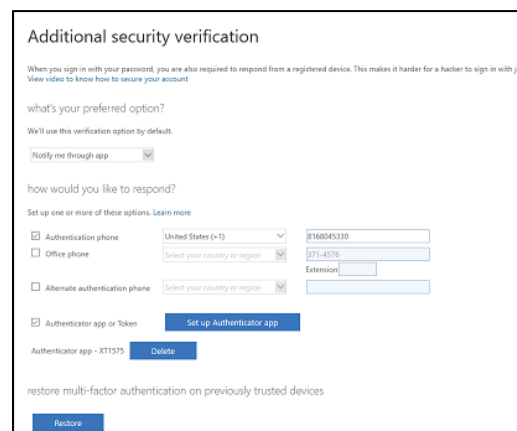 Additional security verification
When you sign in with your password, you are also required to respond from a registered device. This makes it harder for a hacker to sign in with
View video to know how to secure your account
what's your preferred option?
We'll use this verification option by default.
Notify me through app
how would you like to respond?
Set up one or more of these options. Learn more
Authentication phone United States (+1) 8168045330
Office phone Select your country or region 371-4576
Extension
Alternate authentication phone Select your country or region
Authenticator app or Token Set up Authenticator app
Authenticator app - XT1575 Delete
restore multi-factor authentication on previously trusted devices
Restore